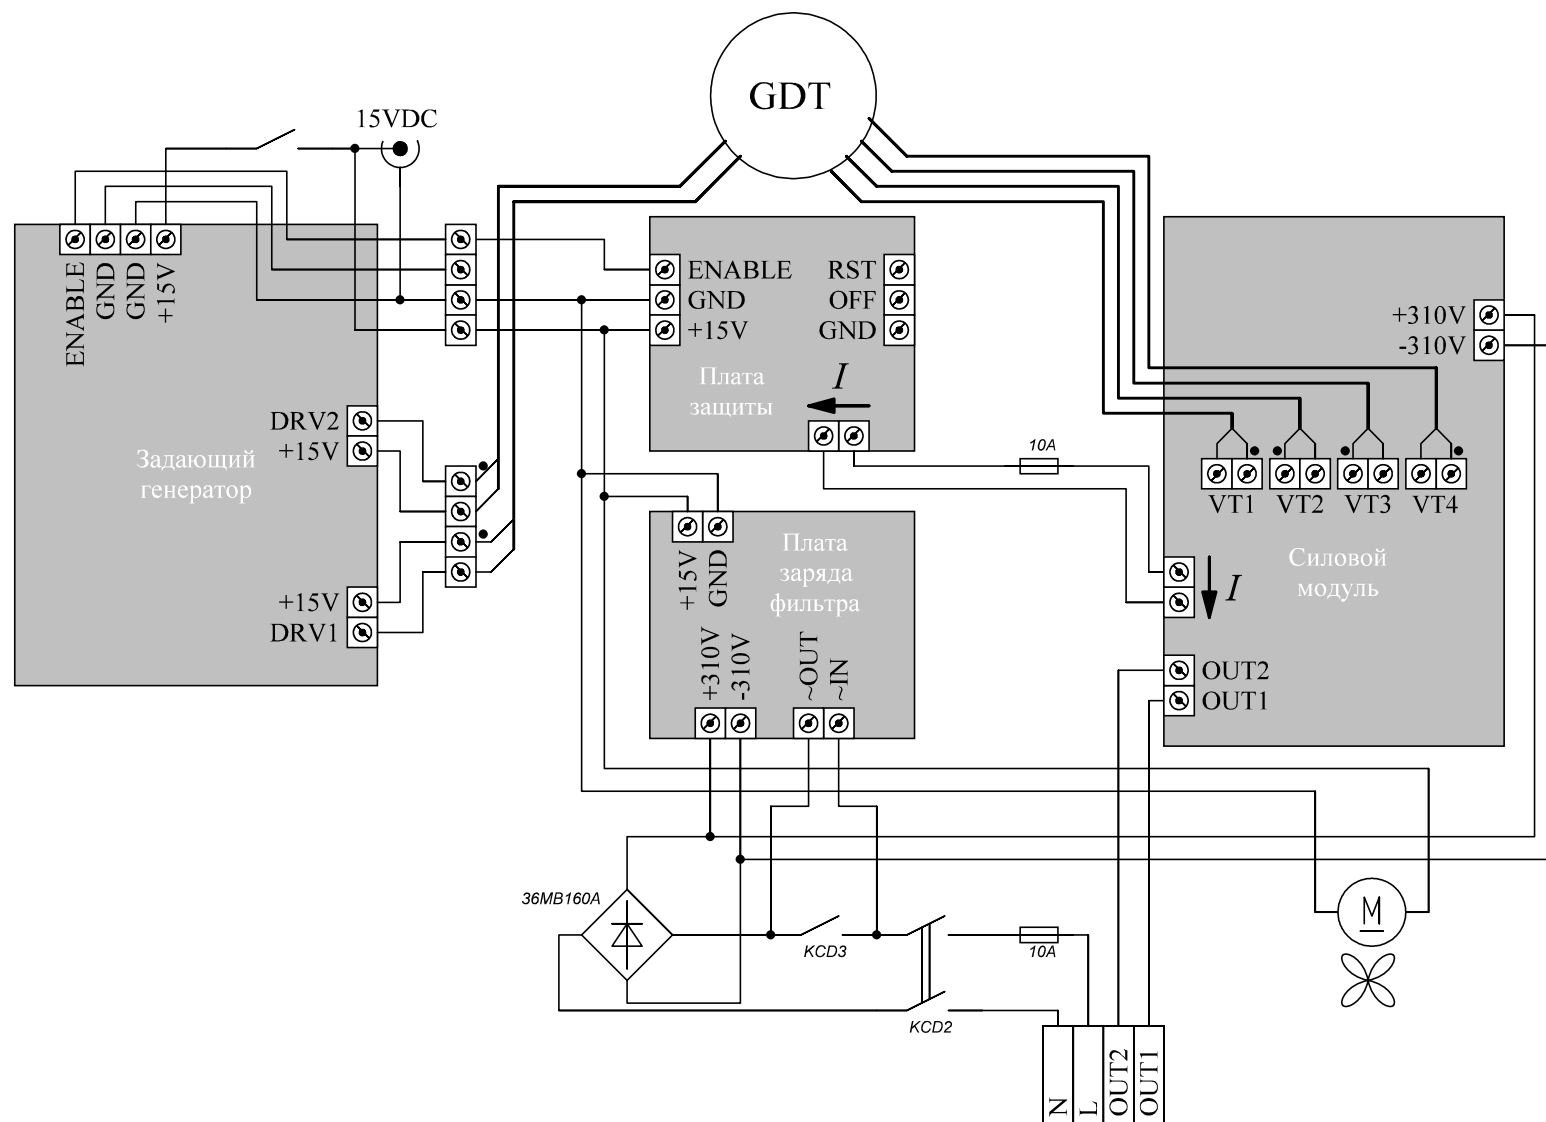 GDT
15VDC
ENABLE
GND
GND
+15V
DRV2
+15V
Задающий
генератор
+15V
DRV1
ENABLE
GND
+15V
RST
OFF
GND
Плата
защиты
I
10A
+310V
-310V
VT1
VT2
VT3
VT4
Силовой
модуль
I
OUT2
OUT1
+15V
GND
Плата
заряда
фильтра
+310V
-310V
~OUT
~IN
36MB160A
KCD3
10A
KCD2
M
N
L
OUT2
OUT1